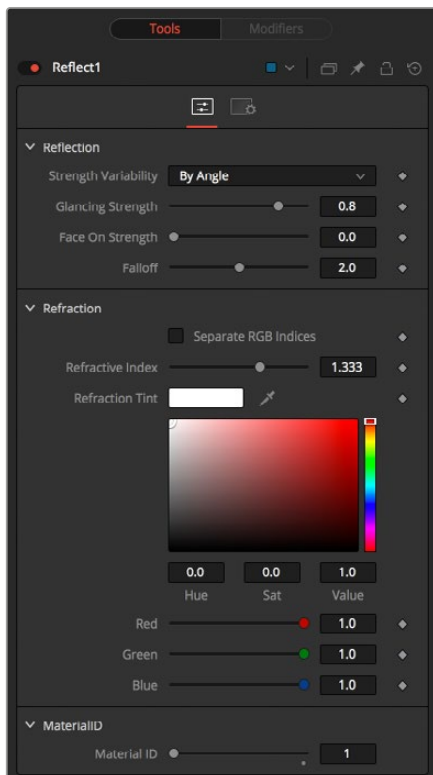 Tools Modifiers
Reflect1
Reflection
Strength Variability By Angle
Glancing Strength 0.8
Face On Strength 0.0
Falloff 2.0
Refraction
Separate RGB Indices
Refractive Index 1.333
Refraction Tint
0.0 0.0 1.0
Hue Sat Value
Red 1.0
Green 1.0
Blue 1.0
MaterialID
Material ID 1